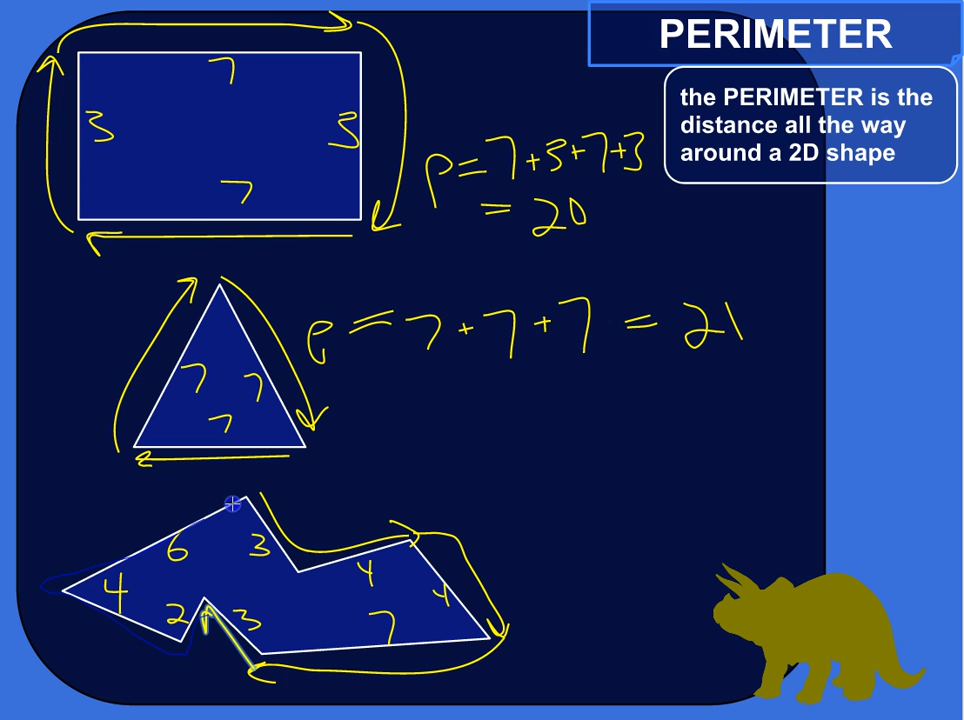 PERIMETER
the PERIMETER is the
distance all the way
around a 2D shape
7
3
3
7
P=7+3+7+3
= 20
P=7+7+7 = 21
7
7
7
6
3
4
4
4
2
3
7